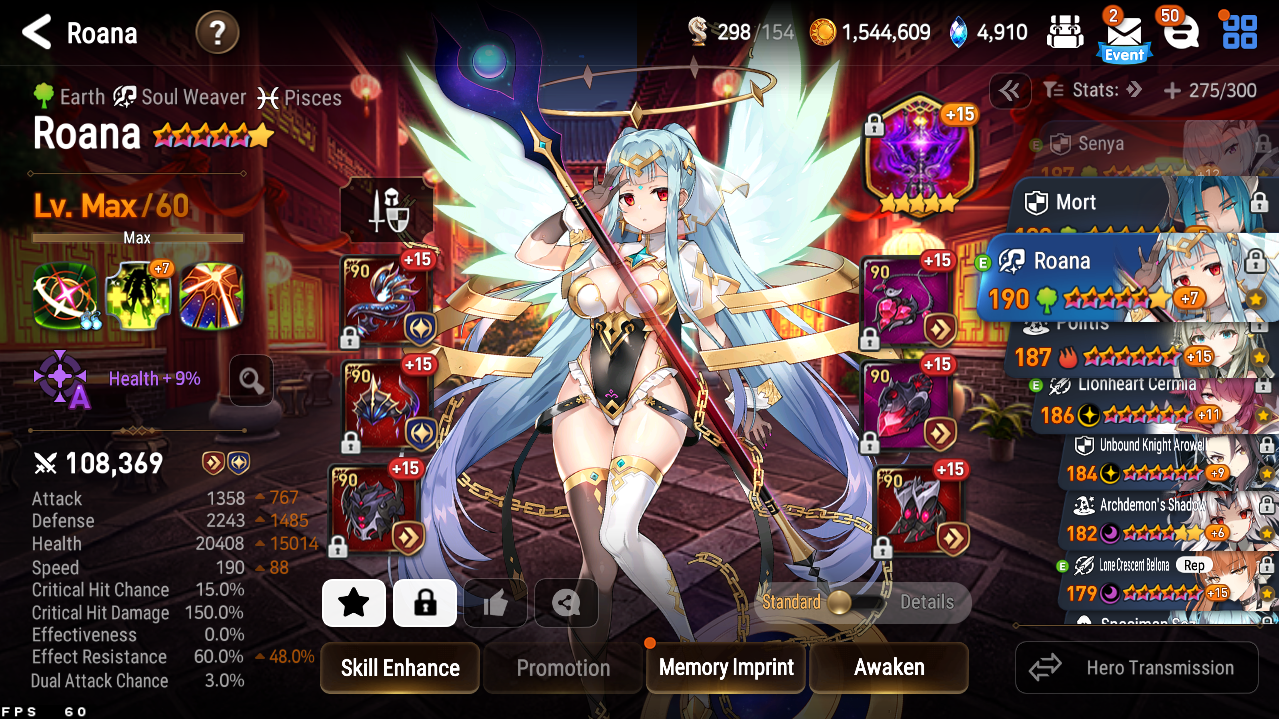 Roana
?
298/154
1,544,609
4,910
2
Event
50
Earth Soul Weaver Pisces
Roana
Lv. Max/60
Max
+7
A
Health + 9%
108,369
Attack 1358 767
Defense 2243 1485
Health 20408 15014
Speed 190 88
Critical Hit Chance 15.0%
Critical Hit Damage 150.0%
Effectiveness 0.0%
Effect Resistance 60.0% 48.0%
Dual Attack Chance 3.0%
FPS 60
90 +15
90 +15
90 +15
+15
90 +15
90 +15
90 +15
Standard Details
Skill Enhance
Promotion
Memory Imprint
Awaken
Stats:
275/300
E Senya
+12
Mort
E Roana
190 +7
187 +15
E Lionheart Cermia
186 +11
Unbound Knight Arowell
184 +9
Archdemon's Shadow
182 +6
E Lone Crescent Bellona Rep
179 +15
Hero Transmission